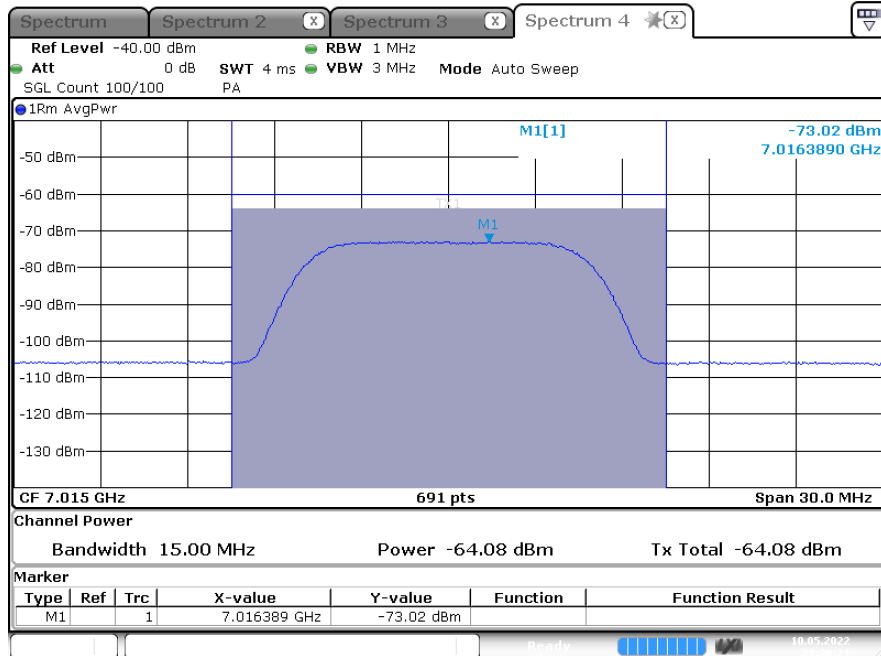 Spectrum Spectrum 2 X Spectrum 3 X Spectrum 4 X
Ref Level -40.00 dBm RBW 1 MHz
Att 0 dB SWT 4 ms VBW 3 MHz Mode Auto Sweep
SGL Count 100/100 PA
1Rm AvgPwr
M1[1] -73.02 dBm
7.0163890 GHz
-50 dBm
-60 dBm
TX1
M1
-70 dBm
-80 dBm
-90 dBm
-100 dBm
-110 dBm
-120 dBm
-130 dBm
CF 7.015 GHz 691 pts Span 30.0 MHz
Channel Power
Bandwidth 15.00 MHz Power -64.08 dBm Tx Total -64.08 dBm
Marker
Type Ref Trc X-value Y-value Function Function Result
M1 1 7.016389 GHz -73.02 dBm
Ready 10.05.2022